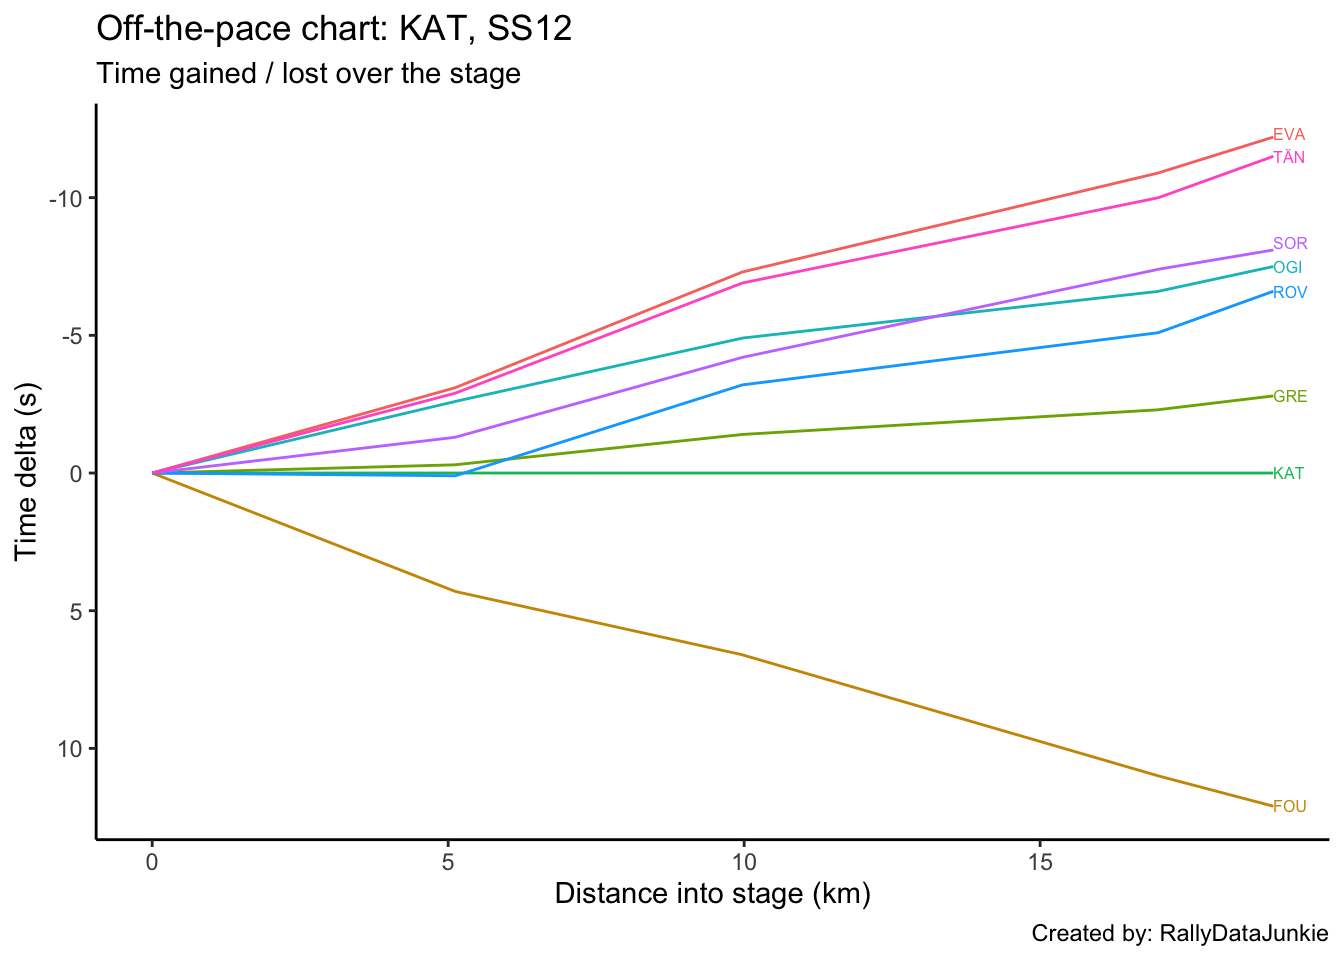 Off-the-pace chart: KAT, SS12
Time gained / lost over the stage
EVA
TÄN
-10
SOR
OGI
ROV
-5
GRE
0
KAT
Time delta (s)
5
10
FOU
0 5 10 15
Distance into stage (km)
Created by: RallyDataJunkie